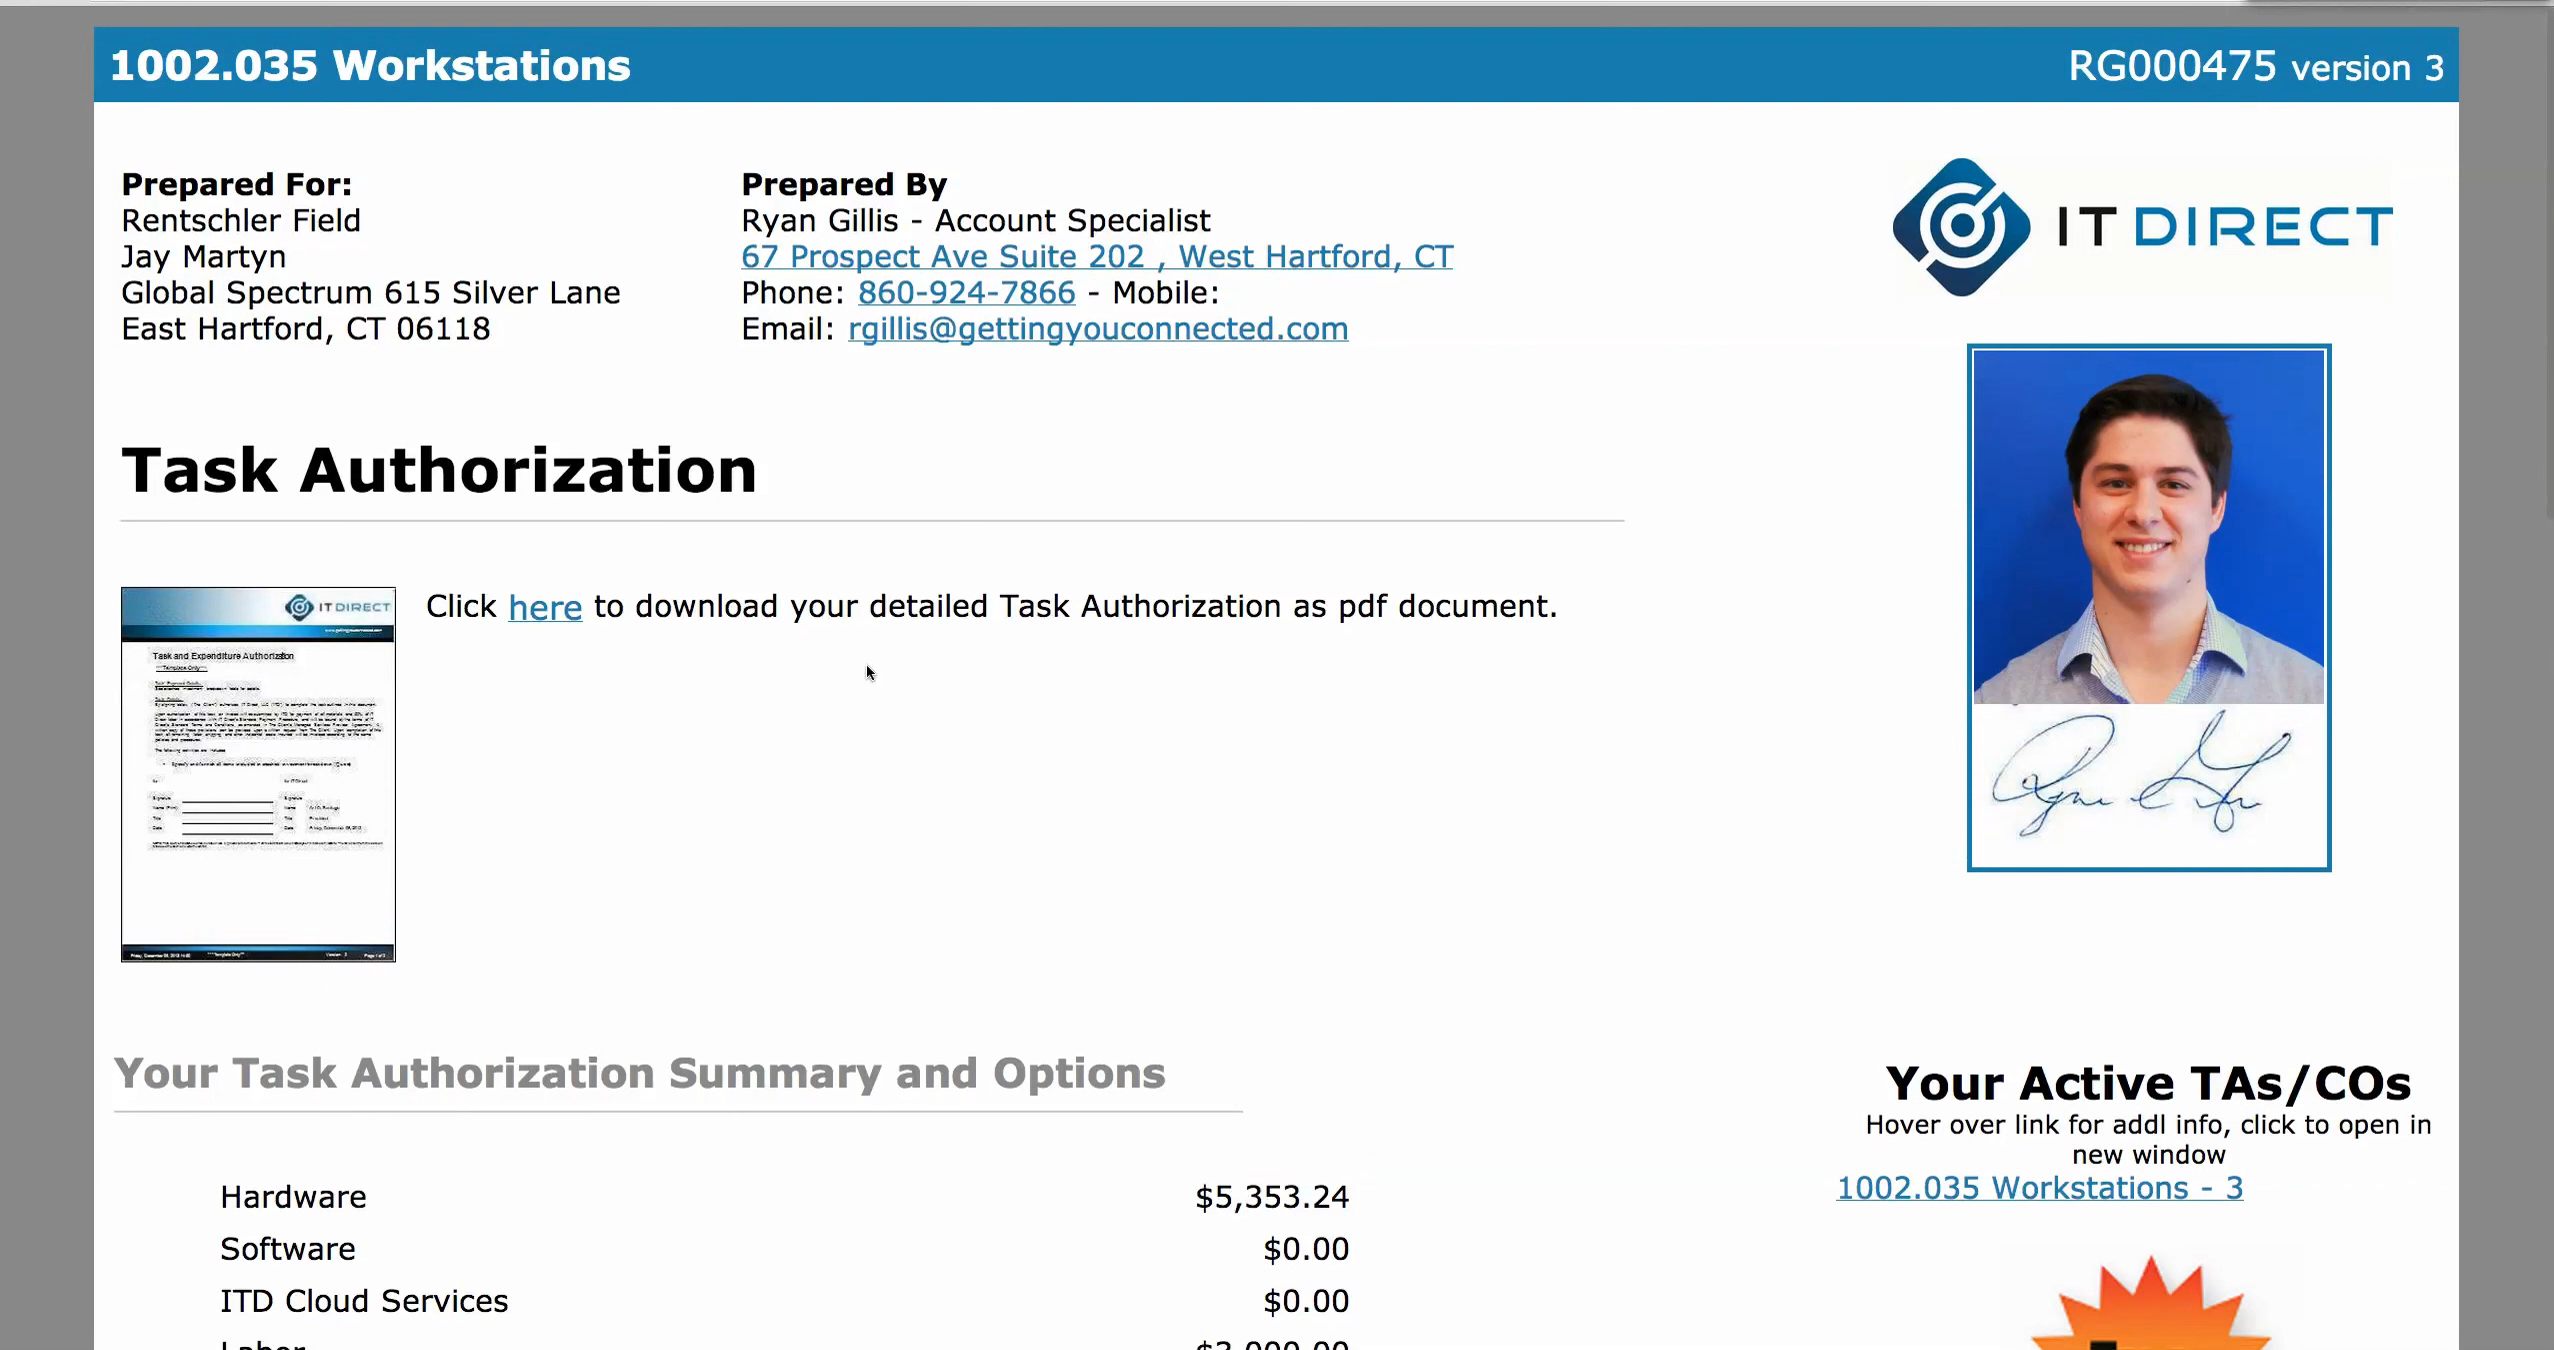 1002.035 Workstations
RG000475 version 3
Prepared For:
Rentschler Field
Jay Martyn
Global Spectrum 615 Silver Lane
East Hartford, CT 06118
Prepared By
Ryan Gillis - Account Specialist
67 Prospect Ave Suite 202 , West Hartford, CT
Phone: 860-924-7866 - Mobile:
Email: rgillis@gettingyouconnected.com
IT DIRECT
Task Authorization
IT DIRECT
Task and Expenditure Authorization
Click here to download your detailed Task Authorization as pdf document.
Your Task Authorization Summary and Options
Hardware $5,353.24
Software $0.00
ITD Cloud Services $0.00
Your Active TAs/COs
Hover over link for addl info, click to open in
new window
1002.035 Workstations - 3